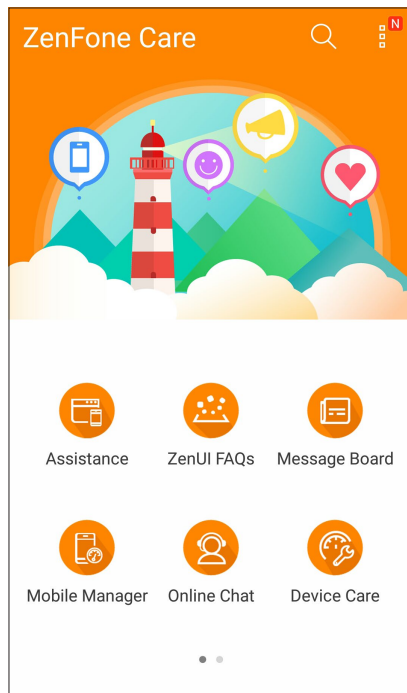 ZenFone Care
N
Assistance
ZenUI FAQs
Message Board
Mobile Manager
Online Chat
Device Care